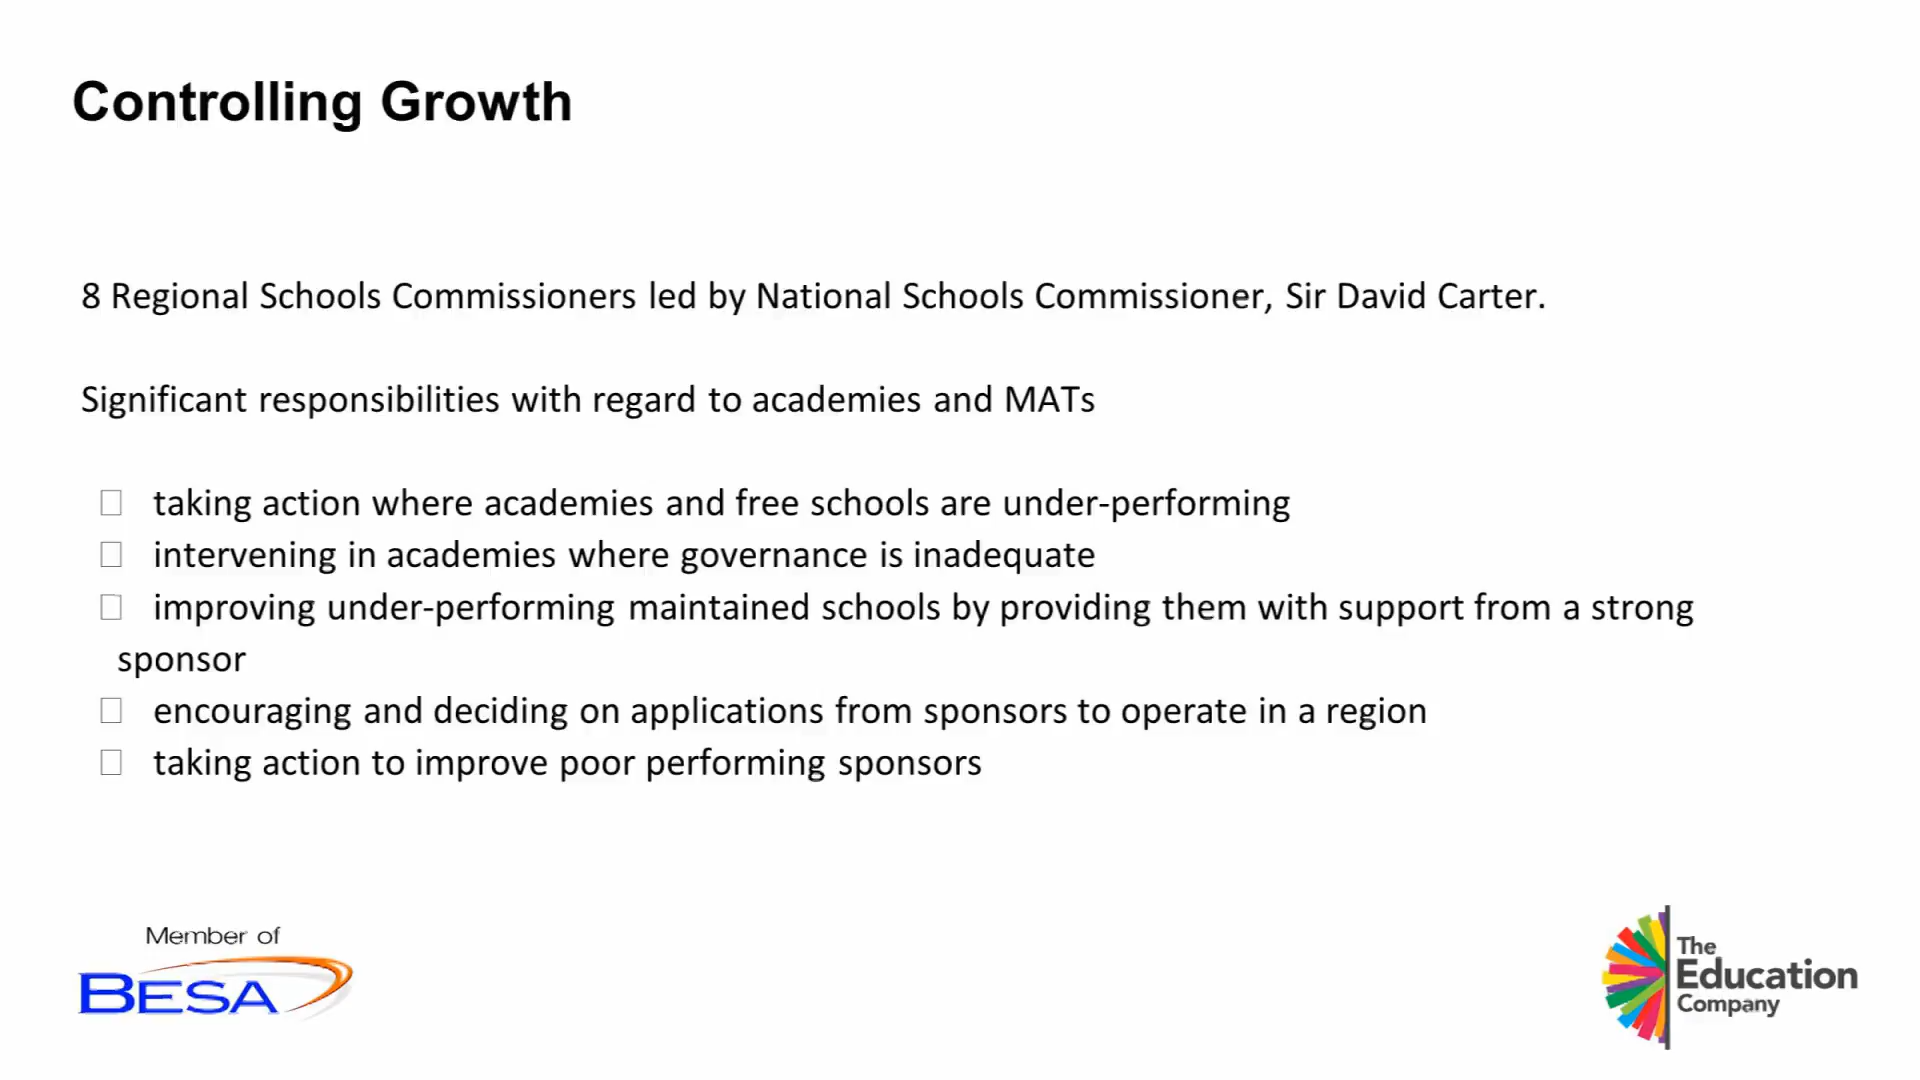 Controlling Growth
8 Regional Schools Commissioners led by National Schools Commissioner, Sir David Carter.
Significant responsibilities with regard to academies and MATs
taking action where academies and free schools are under-performing
intervening in academies where governance is inadequate
improving under-performing maintained schools by providing them with support from a strong
sponsor
encouraging and deciding on applications from sponsors to operate in a region
taking action to improve poor performing sponsors
Member of
BESA
The
Education
Company